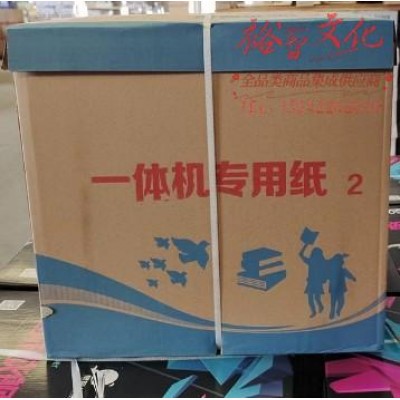 裕多文化
全品类商品集成供应商
一体机专用纸 2